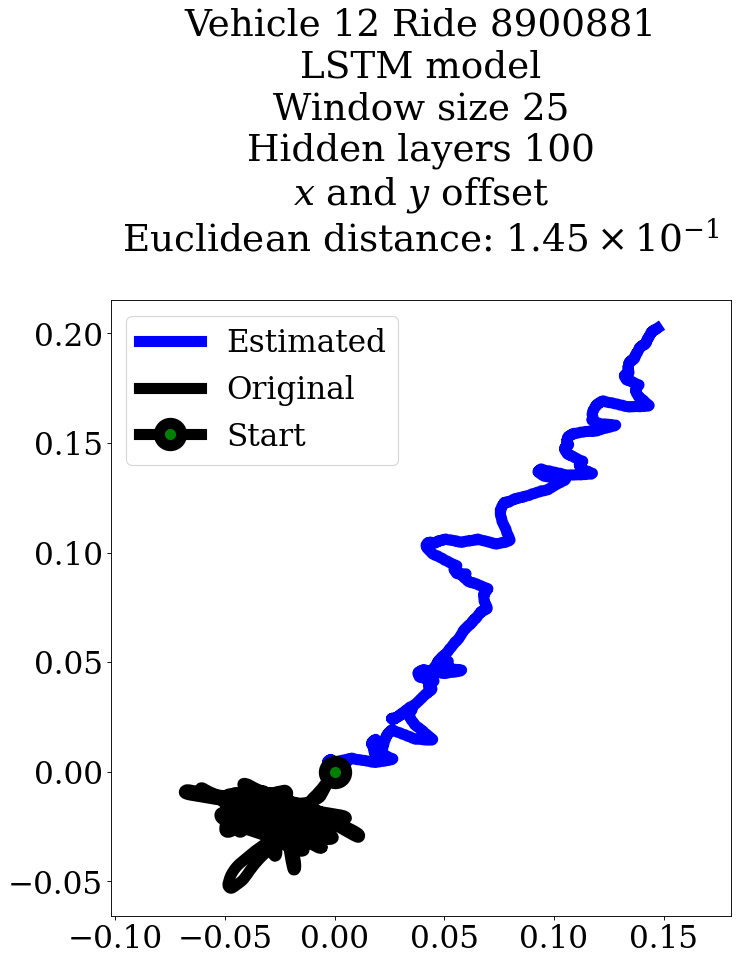 Vehicle 12 Ride 8900881
LSTM model
Window size 25
Hidden layers 100
x and y offset
Euclidean distance: 1.45 × 10⁻¹
Estimated
Original
Start
0.20
0.15
0.10
0.05
0.00
−0.05
−0.10 −0.05 0.00 0.05 0.10 0.15